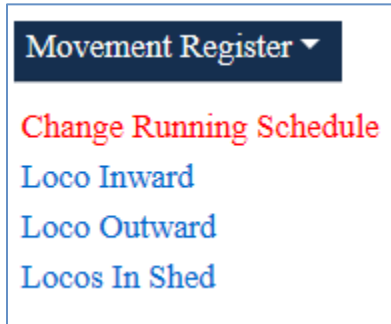 Movement Register
Change Running Schedule
Loco Inward
Loco Outward
Locos In Shed